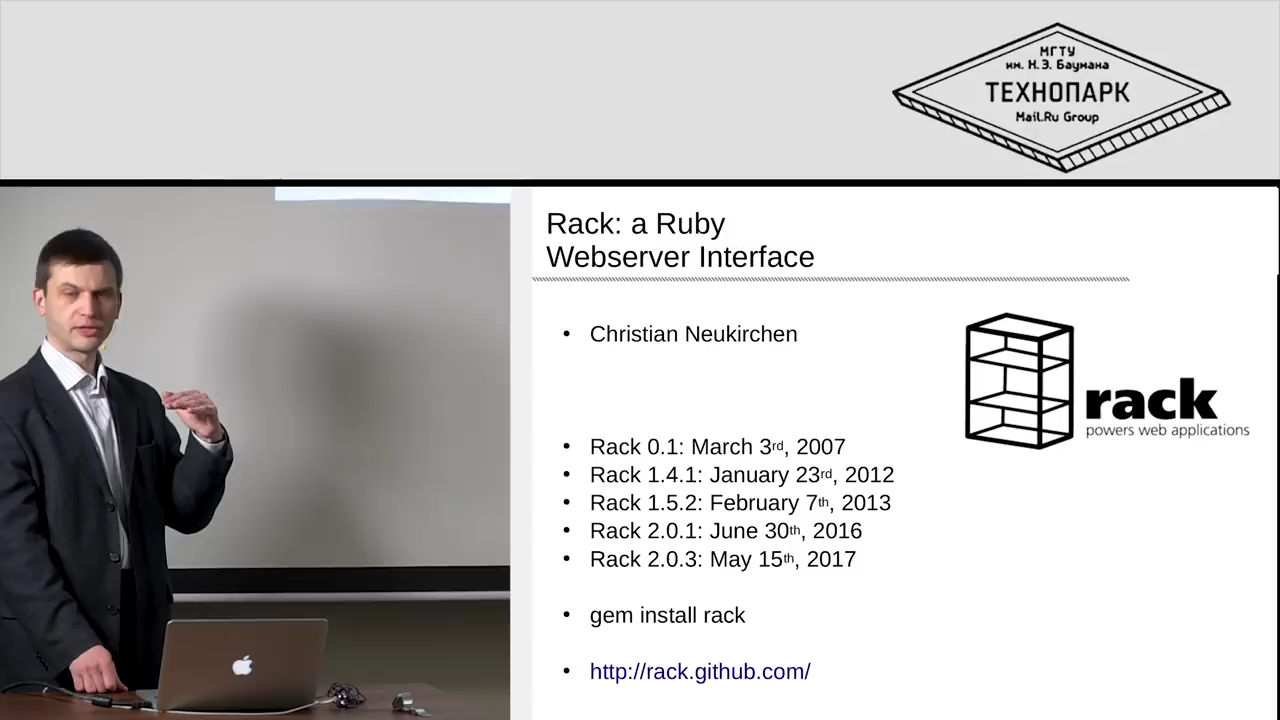 МГТУ
им. Н.Э. Баумана
ТЕХНОПАРК
Mail.Ru Group
Rack: a Ruby
Webserver Interface
• Christian Neukirchen
rack
powers web applications
• Rack 0.1: March 3rd, 2007
• Rack 1.4.1: January 23rd, 2012
• Rack 1.5.2: February 7th, 2013
• Rack 2.0.1: June 30th, 2016
• Rack 2.0.3: May 15th, 2017
• gem install rack
• http://rack.github.com/